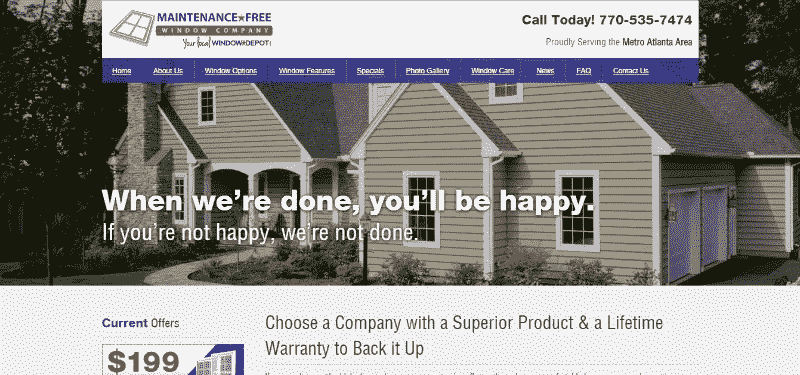 MAINTENANCE★FREE
WINDOW COMPANY
Your local WINDOW DEPOT!
Call Today! 770-535-7474
Proudly Serving the Metro Atlanta Area
Home About Us Window Options Window Features Specials Photo Gallery Window Care News FAQ Contact Us
When we're done, you'll be happy.
If you're not happy, we're not done.
Current Offers
Choose a Company with a Superior Product & a Lifetime
Warranty to Back it Up
$199